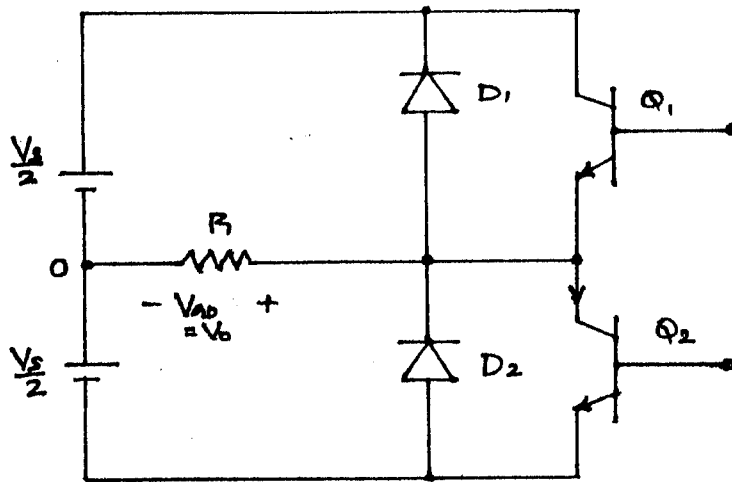 D1
Q1
Vs/2
R
0
- Vao +
= Vo
Vs/2
D2
Q2